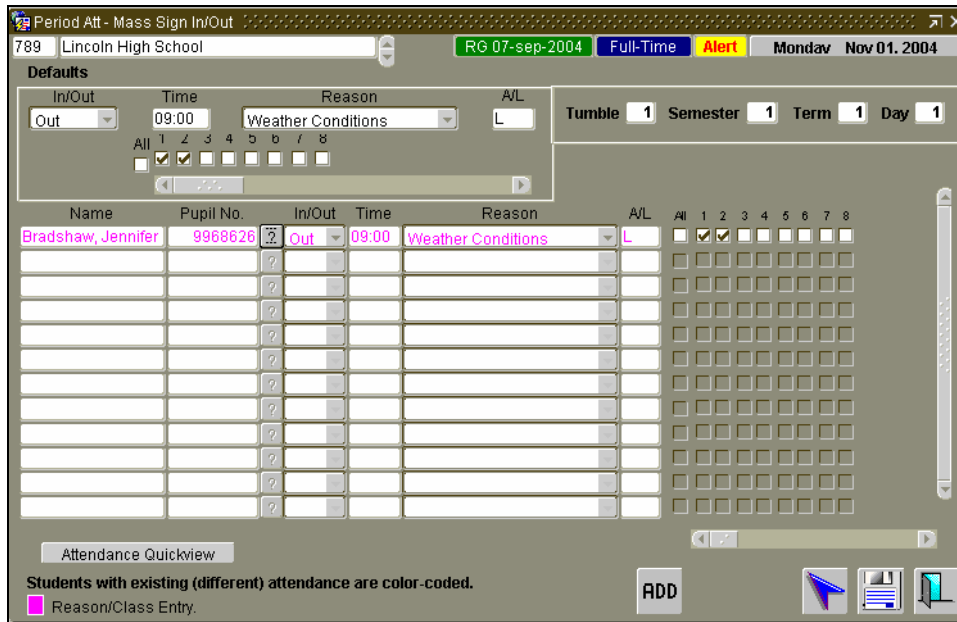 Period Att - Mass Sign In/Out
789 Lincoln High School RG 07-sep-2004 Full-Time Alert Monday Nov 01. 2004
Defaults
In/Out Time Reason A/L
Out 09:00 Weather Conditions L Tumble 1 Semester 1 Term 1 Day 1
All 1 2 3 4 5 6 7 8
Name Pupil No. In/Out Time Reason A/L All 1 2 3 4 5 6 7 8
Bradshaw, Jennifer 9968626 ? Out 09:00 Weather Conditions L
?
?
?
?
?
?
?
?
?
?
?
Attendance Quickview
Students with existing (different) attendance are color-coded.
Reason/Class Entry.
ADD